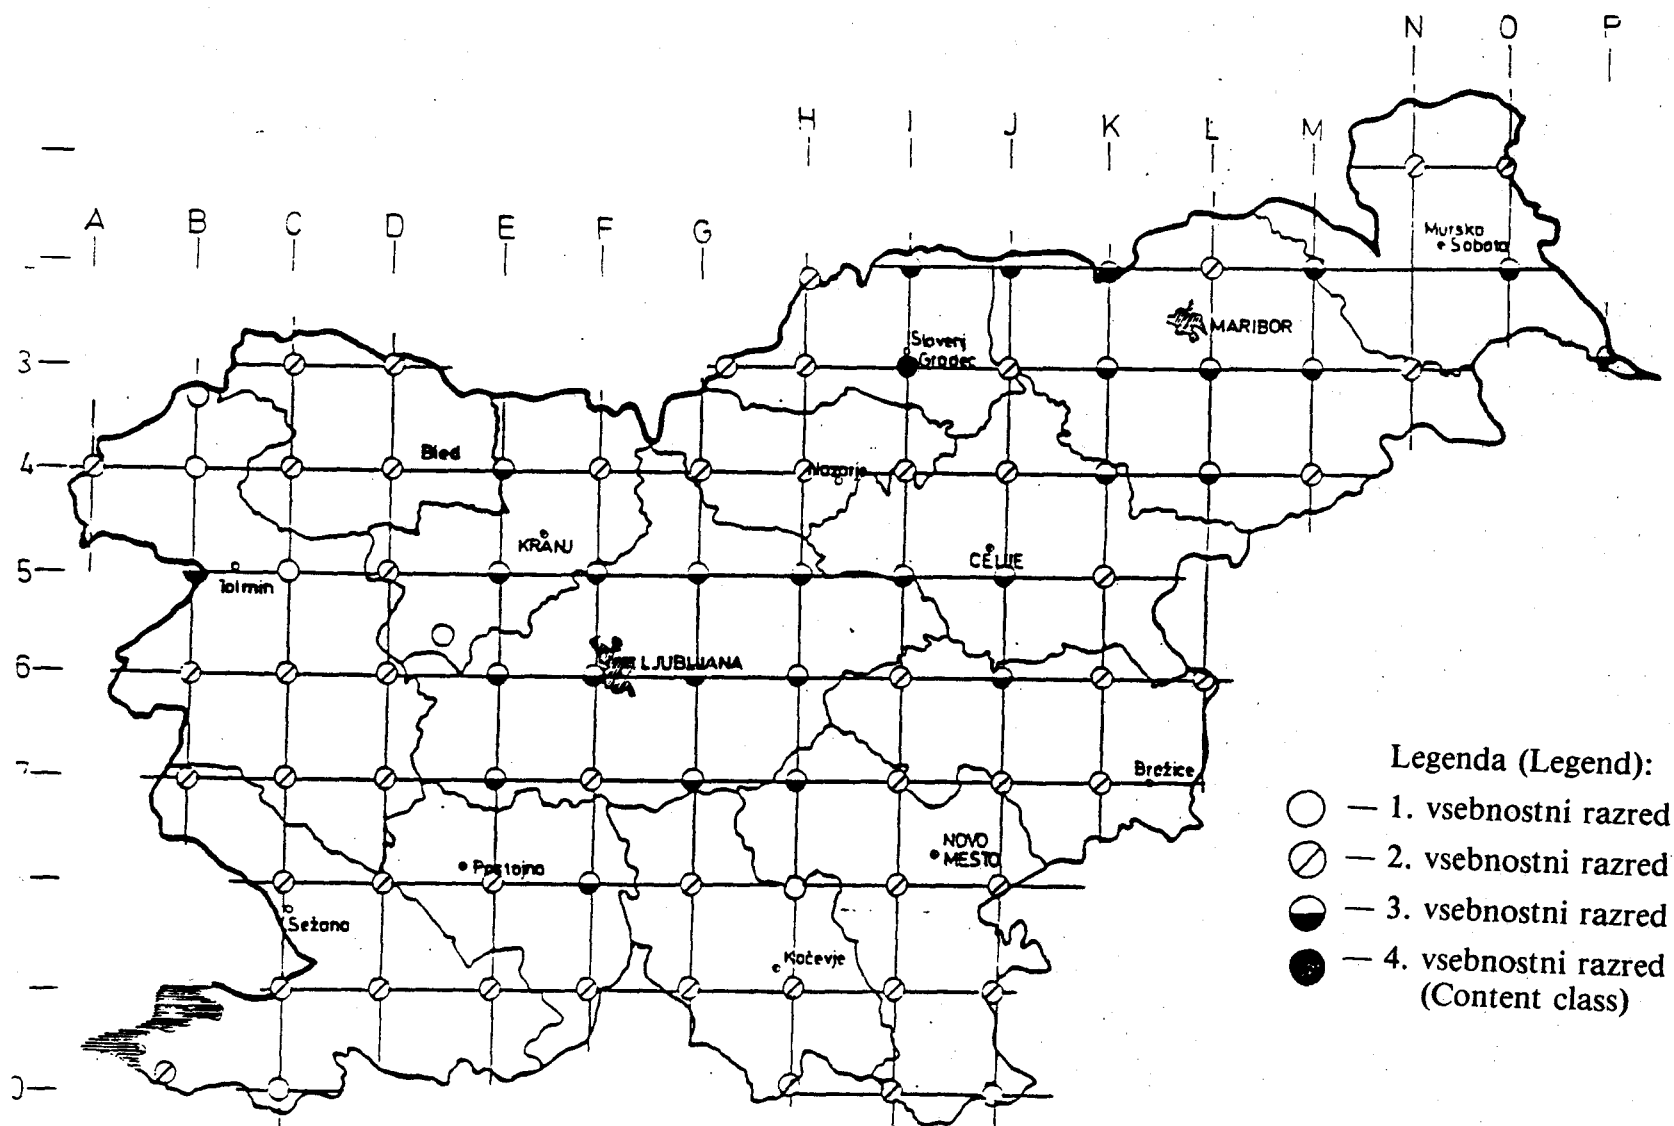 N O P
H I J K L M
A B C D E F G
Mursko
Sobota
MARIBOR
Slovenj
Gradec
3
Bled
4
Nazarje
KRANJ
CELJE
5
Tolmin
6
LJUBLJANA
7
Brežice
Legenda (Legend):
— 1. vsebnostni razred
— 2. vsebnostni razred
— 3. vsebnostni razred
— 4. vsebnostni razred
(Content class)
NOVO
MESTO
Postojna
Sežana
Kočevje